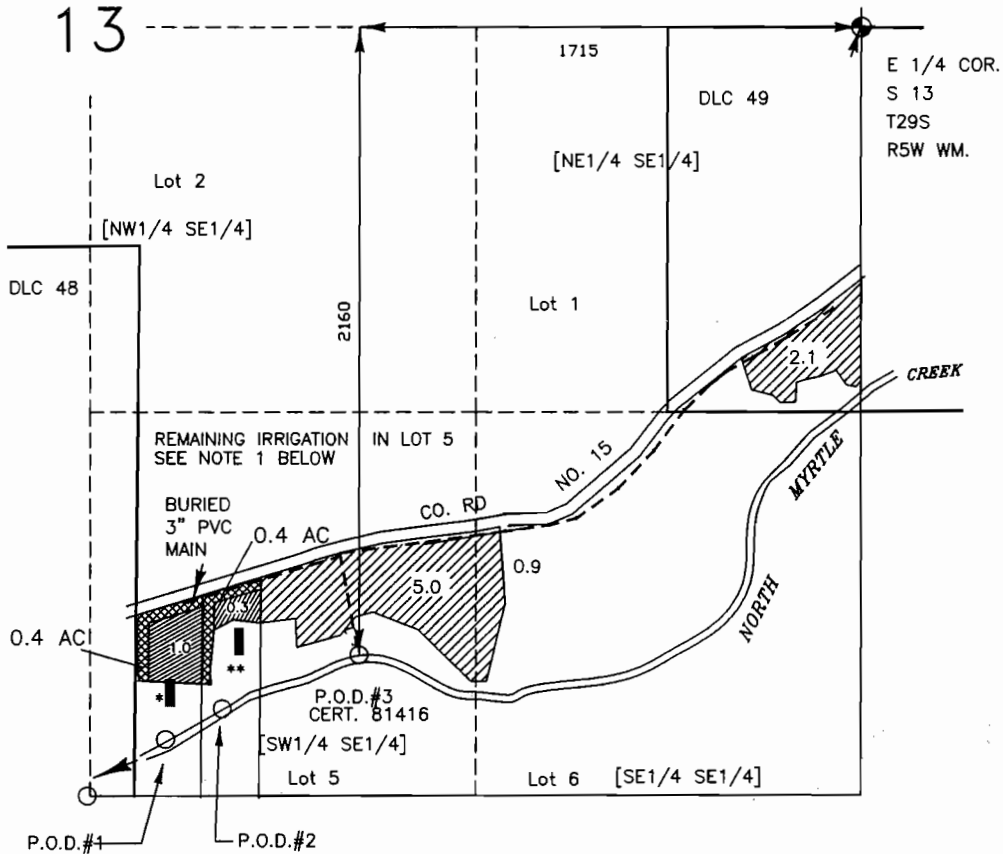 13
1715
E 1/4 COR.
S 13
T29S
R5W WM.
DLC 49
[NE1/4 SE1/4]
Lot 2
[NW1/4 SE1/4]
DLC 48
2160
Lot 1
2.1
CREEK
MYRTLE
NORTH
REMAINING IRRIGATION IN LOT 5
SEE NOTE 1 BELOW
BURIED
3" PVC
MAIN
0.4 AC
CO. RD NO. 15
0.9
5.0
0.3
1.0
0.4 AC
**
*
P.O.D.#3
CERT. 81416
[SW1/4 SE1/4]
Lot 5
Lot 6 [SE1/4 SE1/4]
P.O.D.#1
P.O.D.#2